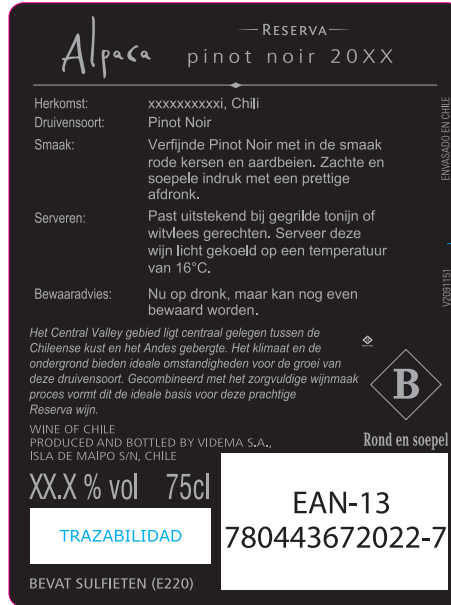 Alpaca
RESERVA
pinot noir 20XX
Herkomst: xxxxxxxxxxi, Chili
Druivensoort: Pinot Noir
Smaak: Verfijnde Pinot Noir met in de smaak
rode kersen en aardbeien. Zachte en
soepele indruk met een prettige
afdronk.
Serveren: Past uitstekend bij gegrilde tonijn of
witvlees gerechten. Serveer deze
wijn licht gekoeld op een temperatuur
van 16°C.
Bewaaradvies: Nu op dronk, maar kan nog even
bewaard worden.
Het Central Valley gebied ligt centraal gelegen tussen de
Chileense kust en het Andes gebergte. Het klimaat en de
ondergrond bieden ideale omstandigheden voor de groei van
deze druivensoort. Gecombineerd met het zorgvuldige wijnmaak
proces vormt dit de ideale basis voor deze prachtige
Reserva wijn.
B
Rond en soepel
WINE OF CHILE
PRODUCED AND BOTTLED BY VIDEMA S.A.,
ISLA DE MAIPO S/N, CHILE
XX.X % vol 75cl
TRAZABILIDAD
EAN-13
780443672022-7
BEVAT SULFIETEN (E220)
ENVASADO EN CHILE
V2091151